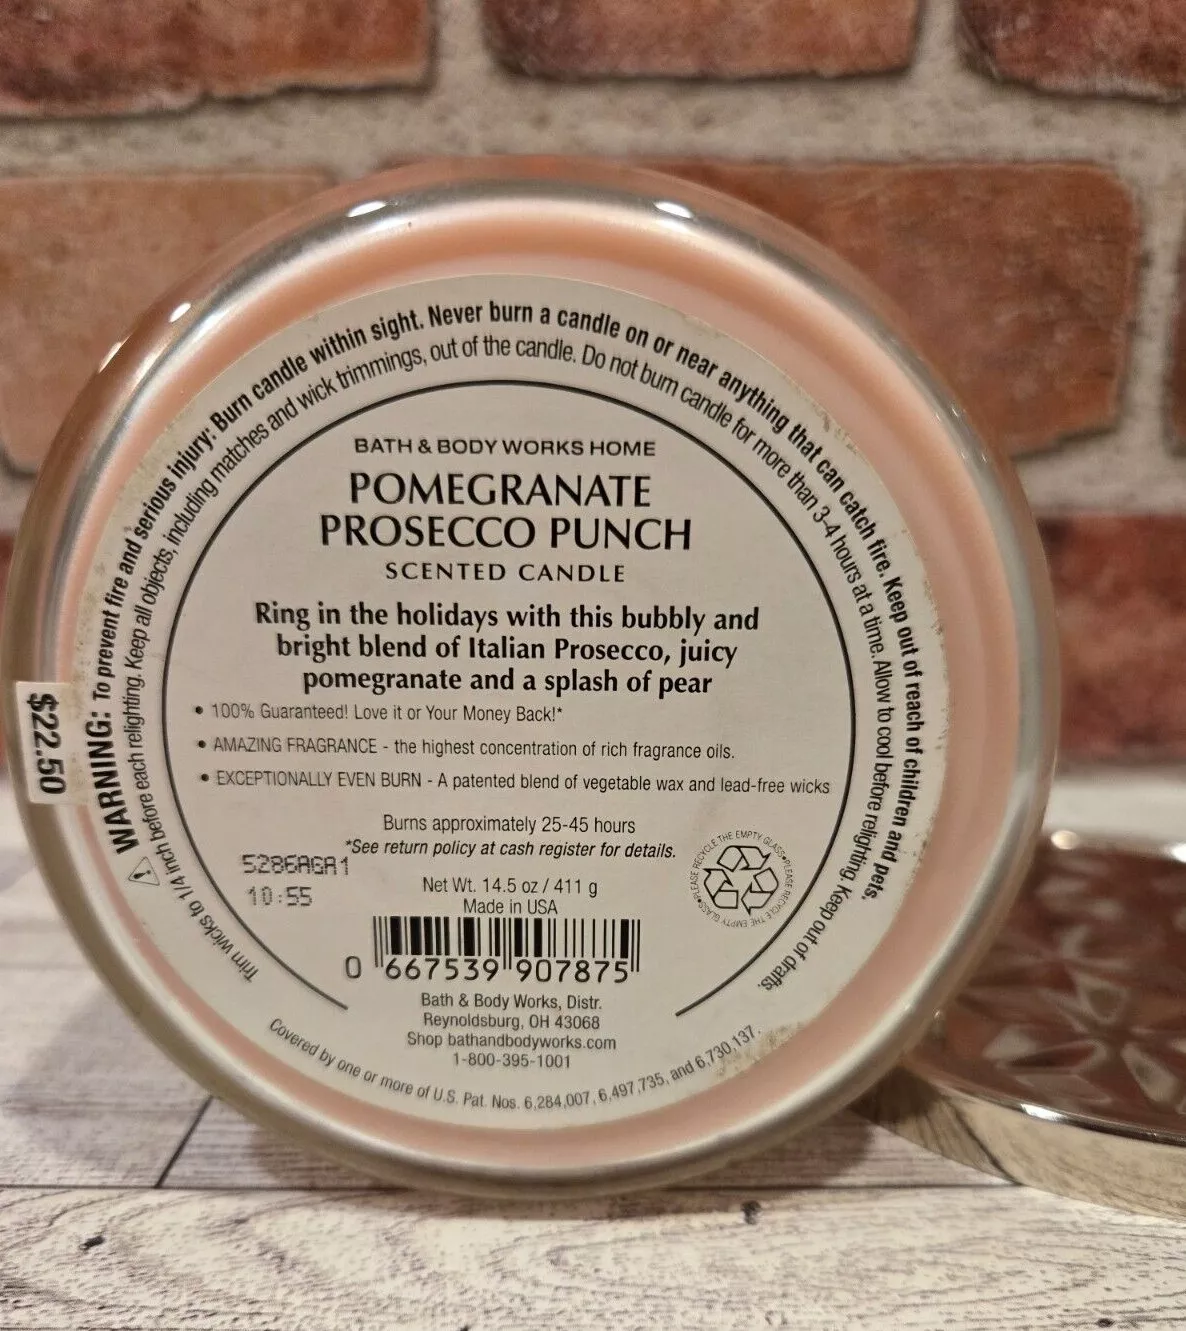 WARNING: To prevent fire and serious injury: Burn candle within sight. Never burn a candle on or near anything that can catch fire. Keep out of reach of children and pets.
Trim wicks to 1/4 inch before each relighting. Keep all objects, including matches and wick trimmings, out of the candle. Do not burn candle for more than 3-4 hours at a time. Allow to cool before relighting. Keep out of drafts.
BATH & BODY WORKS HOME
POMEGRANATE
PROSECCO PUNCH
SCENTED CANDLE
Ring in the holidays with this bubbly and
bright blend of Italian Prosecco, juicy
pomegranate and a splash of pear
• 100% Guaranteed! Love it or Your Money Back!*
• AMAZING FRAGRANCE - the highest concentration of rich fragrance oils.
• EXCEPTIONALLY EVEN BURN - A patented blend of vegetable wax and lead-free wicks
$22.50
Burns approximately 25-45 hours
*See return policy at cash register for details.
5286AGA1
10:55
Net Wt. 14.5 oz / 411 g
Made in USA
PLEASE RECYCLE THE EMPTY GLASS • PLEASE RECYCLE THE EMPTY GLASS •
0 667539 907875
Bath & Body Works, Distr.
Reynoldsburg, OH 43068
Shop bathandbodyworks.com
1-800-395-1001
Covered by one or more of U.S. Pat. Nos. 6,284,007, 6,497,735, and 6,730,137.